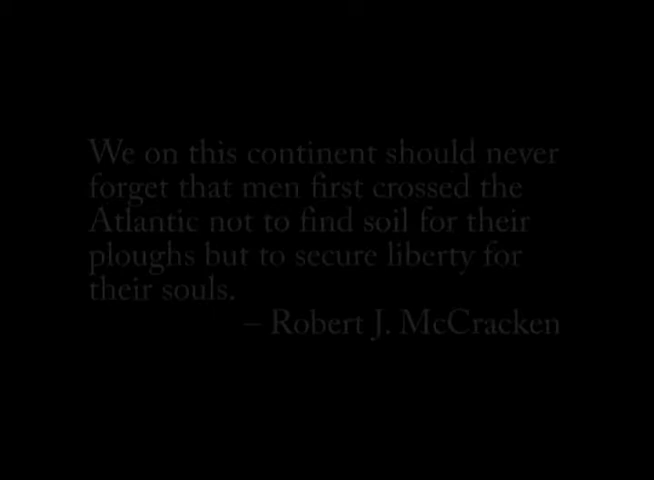 We on this continent should never
forget that men first crossed the
Atlantic not to find soil for their
ploughs but to secure liberty for
their souls.
– Robert J. McCracken